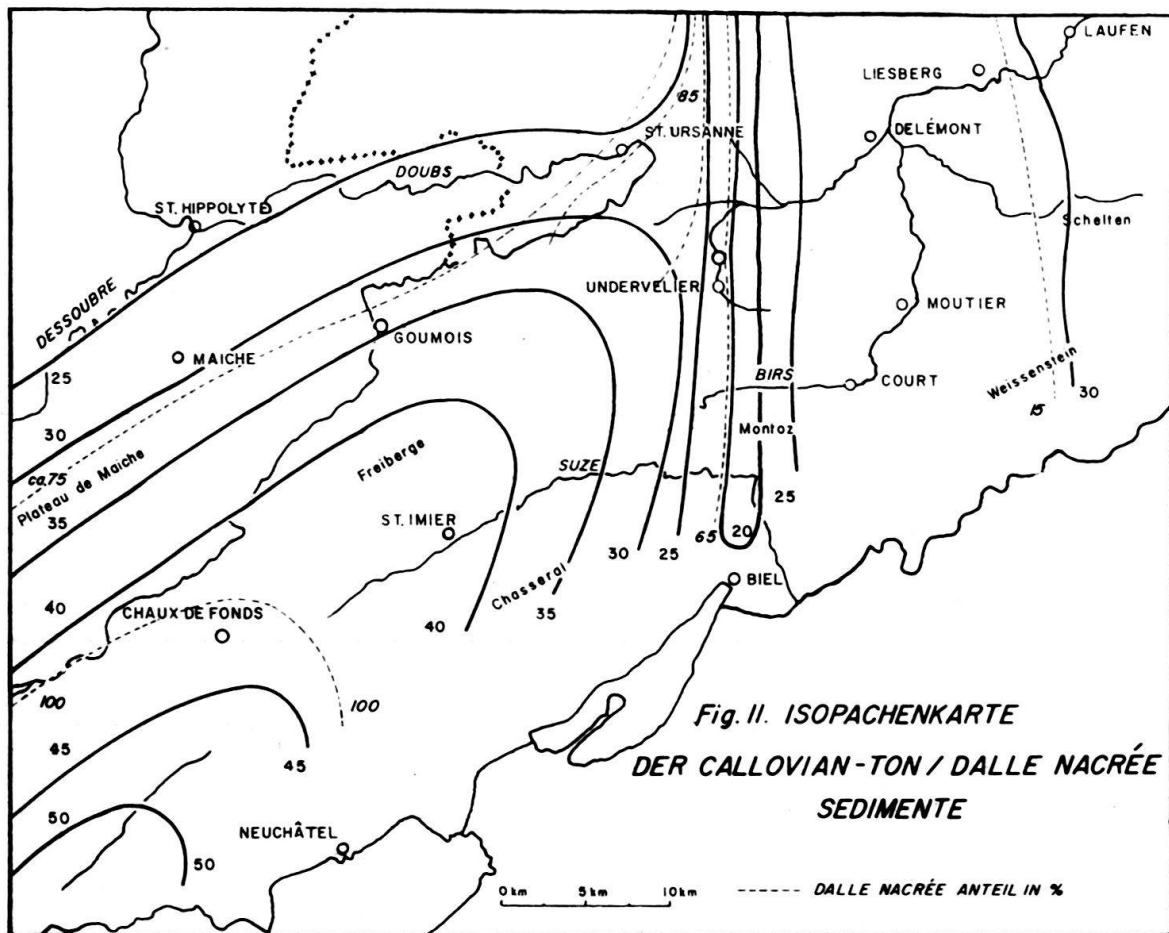 LAUFEN
LIESBERG
85
DELÉMONT
ST. URSANNE
DOUBS
ST. HIPPOLYTE
Schelten
UNDERVELIER
DESSOUBRE
MOUTIER
GOUMOIS
MAICHE
BIRS
Weissenstein
25
COURT
30
15
30
Montoz
Freiberge
ca. 75
Plateau de Maiche
SUZE
25
35
ST. IMIER
65
20
30
25
BIEL
Chasseral
40
35
40
CHAUX DE FONDS
100
100
Fig. 11. ISOPACHENKARTE
45
45
DER CALLOVIAN-TON / DALLE NACRÉE
SEDIMENTE
50
NEUCHÂTEL
50
0 km 5 km 10 km
DALLE NACRÉE ANTEIL IN %